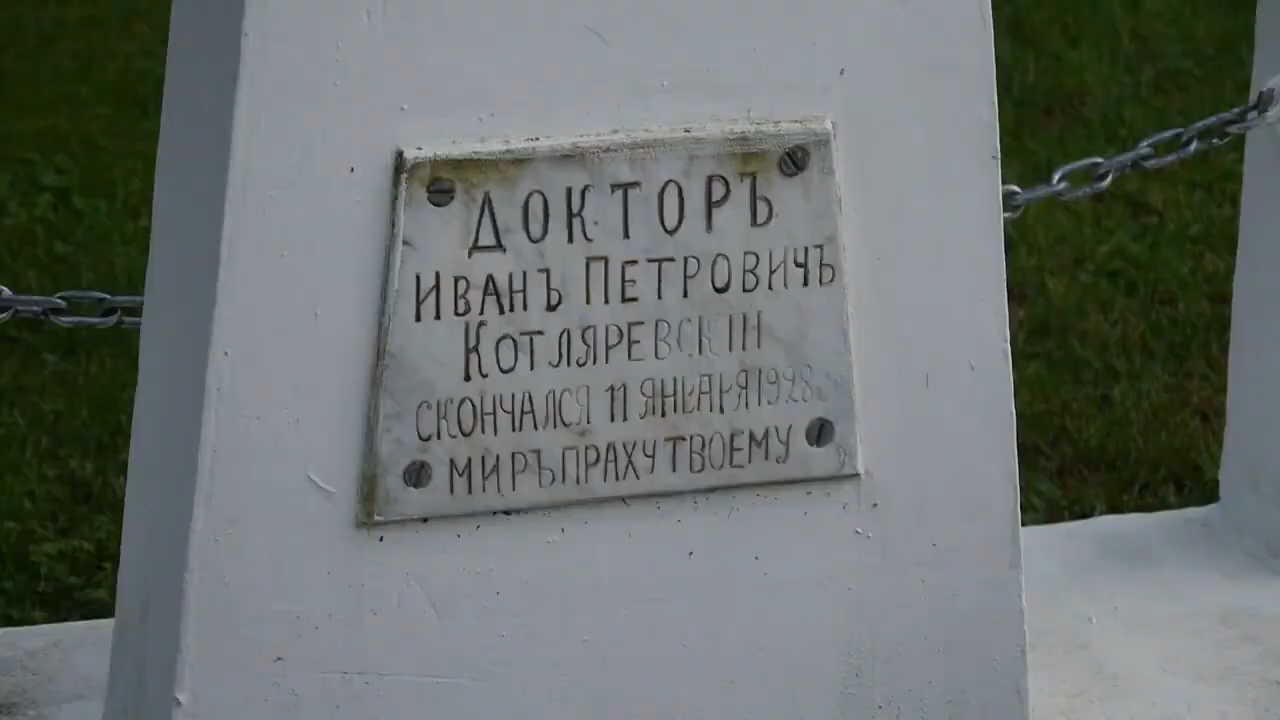 ДОКТОРЪ
ИВАНЪ ПЕТРОВИЧЪ
КОТЛЯРЕВСКІЙ
СКОНЧАЛСЯ 11 ЯНВАРЯ 1928
МИРЪ ПРАХУ ТВОЕМУ